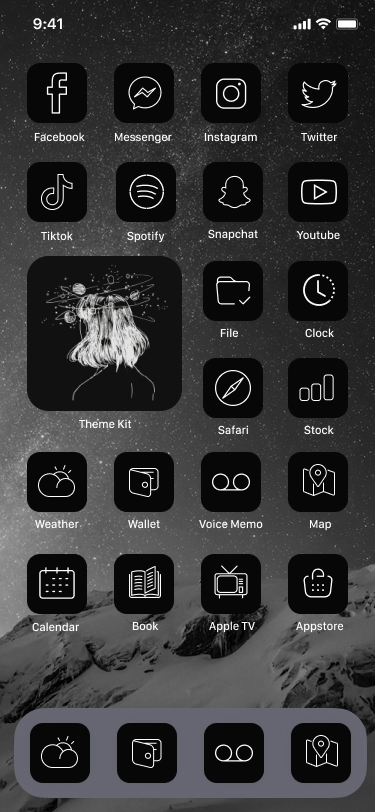 9:41
Facebook Messenger Instagram Twitter
Tiktok Spotify Snapchat Youtube
File Clock
Theme Kit Safari Stock
Weather Wallet Voice Memo Map
Calendar Book Apple TV Appstore